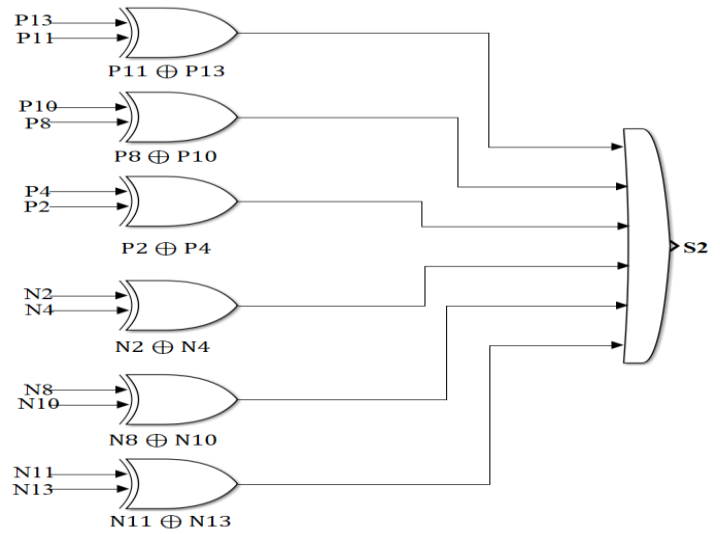 P13
P11
P11 ⊕ P13
P10
P8
P8 ⊕ P10
P4
P2
P2 ⊕ P4
S2
N2
N4
N2 ⊕ N4
N8
N10
N8 ⊕ N10
N11
N13
N11 ⊕ N13